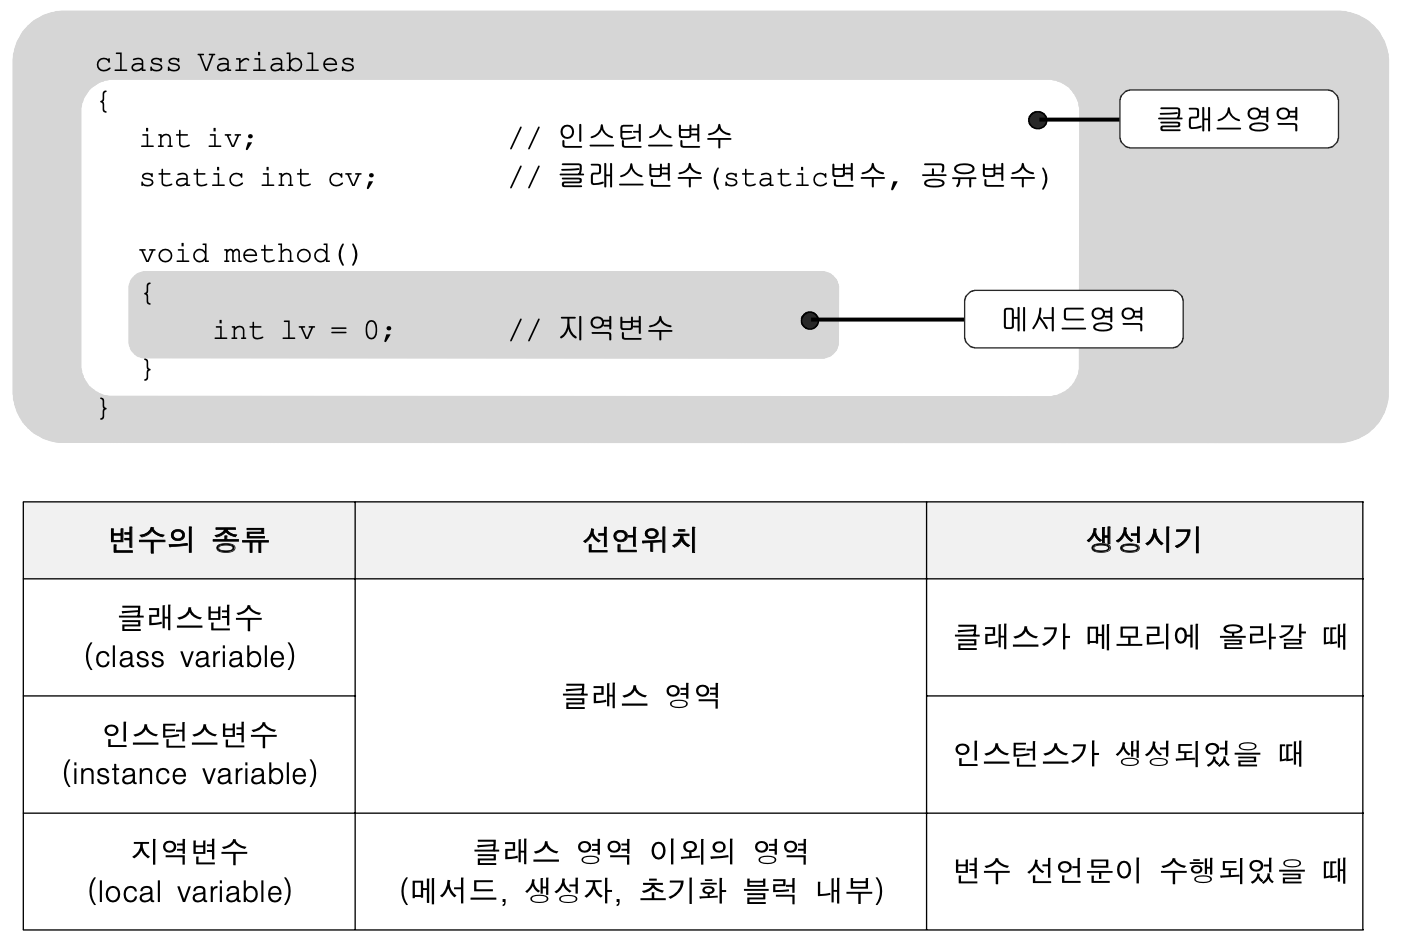 class Variables
{
클래스영역
int iv; // 인스턴스변수
static int cv; // 클래스변수(static변수, 공유변수)
void method()
{
메서드영역
int lv = 0; // 지역변수
}
}
변수의 종류 선언위치 생성시기
클래스변수
(class variable)
클래스 영역
클래스가 메모리에 올라갈 때
인스턴스변수
(instance variable)
인스턴스가 생성되었을 때
지역변수
(local variable)
클래스 영역 이외의 영역
(메서드, 생성자, 초기화 블럭 내부)
변수 선언문이 수행되었을 때